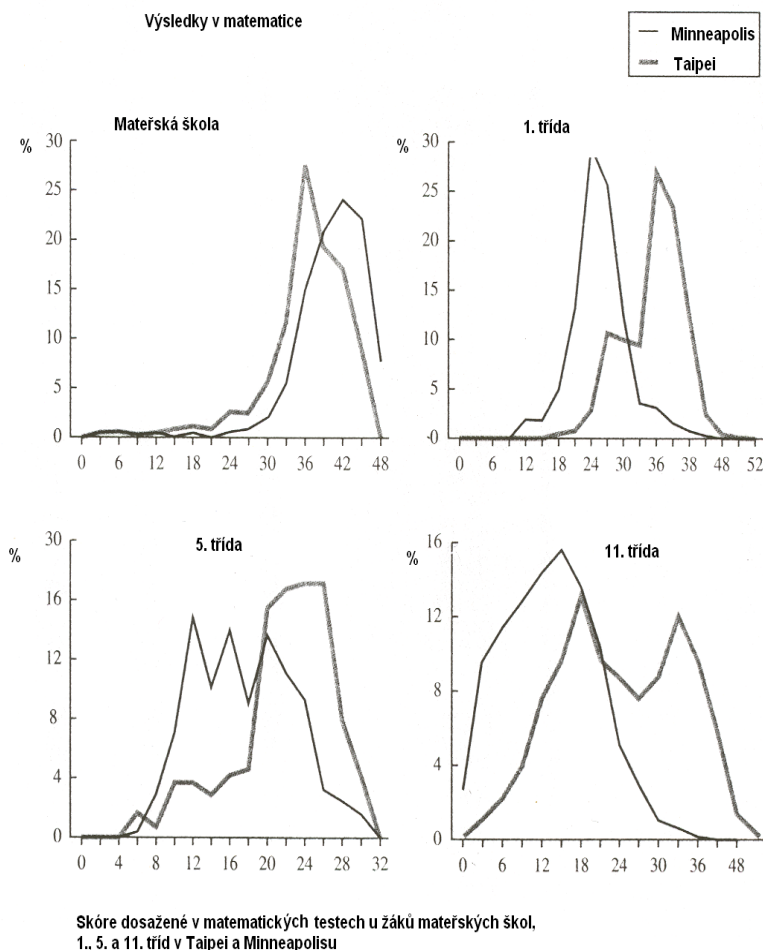 Výsledky v matematice
Minneapolis
Taipei
Mateřská škola
%
30
25
20
15
10
5
0
0 6 12 18 24 30 36 42 48
1. třída
%
30
25
20
15
10
5
-0
0 6 12 18 24 30 36 38 44 48 52
5. třída
%
30
16
12
8
4
0
0 4 8 12 16 20 24 28 32
11. třída
%
16
12
8
4
0
0 6 12 18 24 30 36 42 48
Skóre dosažené v matematických testech u žáků mateřských škol,
1., 5. a 11. tříd v Taipei a Minneapolisu